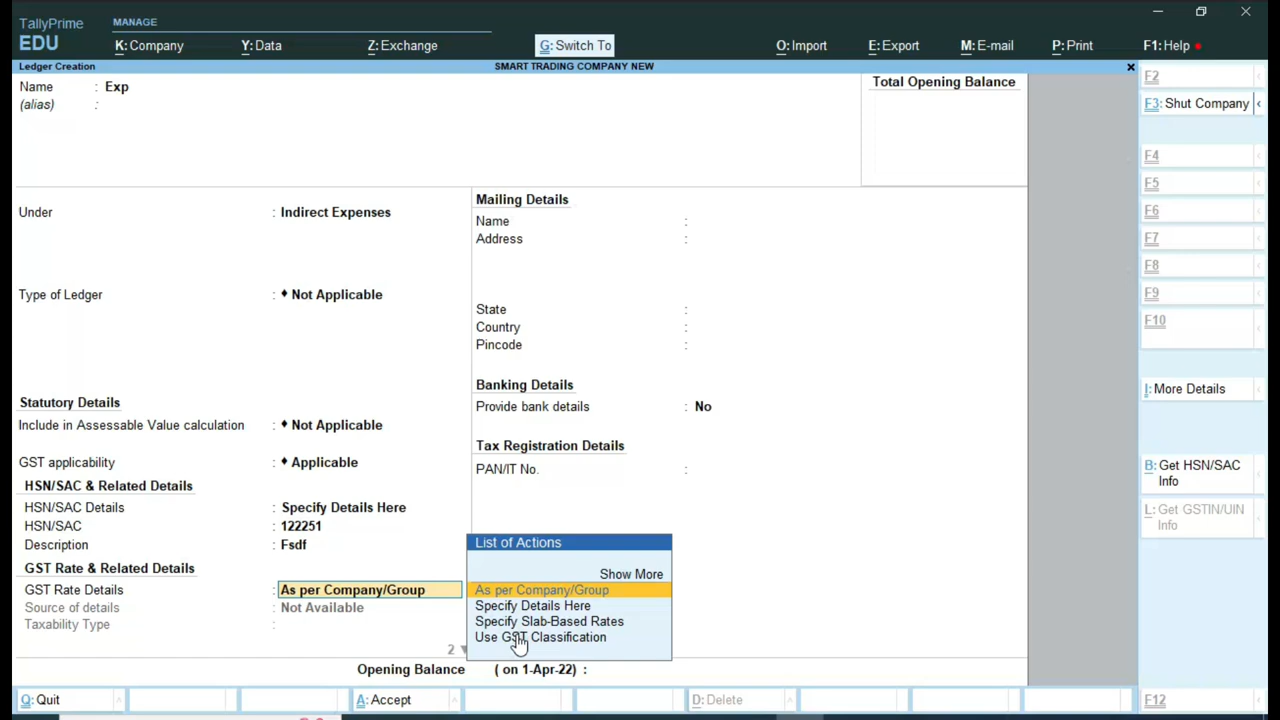 TallyPrime
EDU
MANAGE
K: Company
Y: Data
Z: Exchange
G: Switch To
O: Import
E: Export
M: E-mail
P: Print
F1: Help
Ledger Creation
SMART TRADING COMPANY NEW
×
Name : Exp
(alias) :
Total Opening Balance
Under : Indirect Expenses
Type of Ledger : ♦ Not Applicable
Statutory Details
Include in Assessable Value calculation : ♦ Not Applicable
GST applicability : ♦ Applicable
HSN/SAC & Related Details
HSN/SAC Details : Specify Details Here
HSN/SAC : 122251
Description : Fsdf
GST Rate & Related Details
GST Rate Details : As per Company/Group
Source of details : Not Available
Taxability Type :
2 ▼
Mailing Details
Name :
Address :
State :
Country :
Pincode :
Banking Details
Provide bank details : No
Tax Registration Details
PAN/IT No. :
List of Actions
Show More
As per Company/Group
Specify Details Here
Specify Slab-Based Rates
Use GST Classification
Opening Balance ( on 1-Apr-22) :
F2
F3: Shut Company
F4
F5
F6
F7
F8
F9
F10
I: More Details
B: Get HSN/SAC
Info
L: Get GSTIN/UIN
Info
Q: Quit
A: Accept
D: Delete
F12